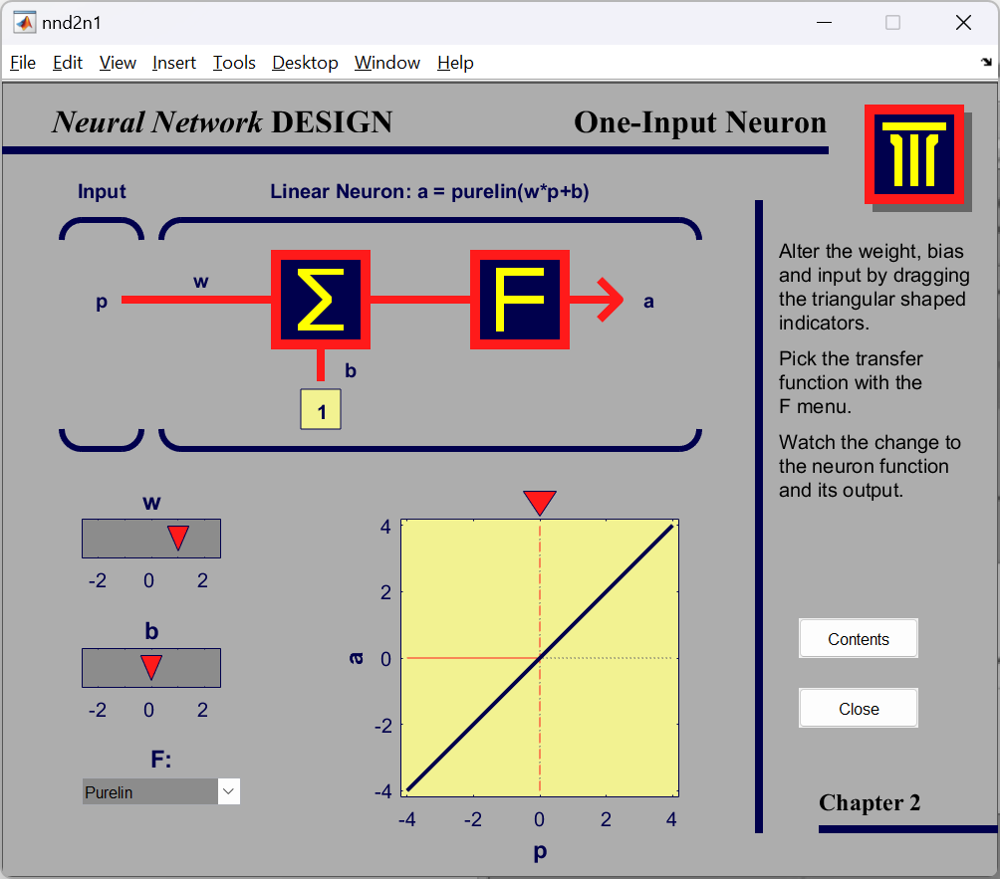 nnd2n1
File Edit View Insert Tools Desktop Window Help
Neural Network DESIGN
One-Input Neuron
Input
Linear Neuron: a = purelin(w*p+b)
p
w
Σ
F
a
b
1
Alter the weight, bias
and input by dragging
the triangular shaped
indicators.
Pick the transfer
function with the
F menu.
Watch the change to
the neuron function
and its output.
w
-2 0 2
b
-2 0 2
F:
Purelin
a
4
2
0
-2
-4
-4 -2 0 2 4
p
Contents
Close
Chapter 2